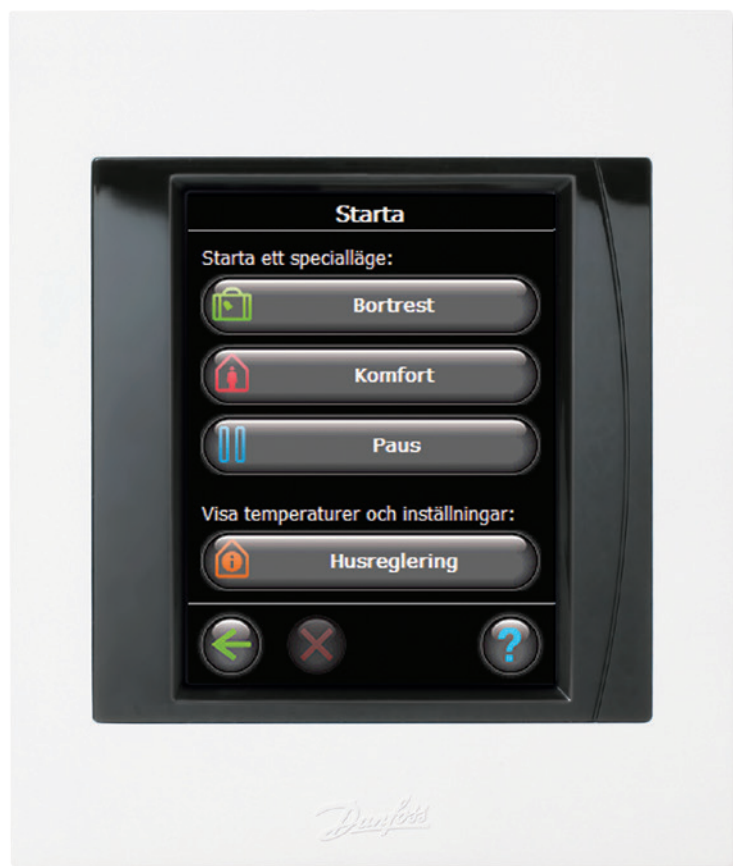 Starta
Starta ett specialläge:
Bortrest
Komfort
Paus
Visa temperaturer och inställningar:
Husreglering
?
Danfoss